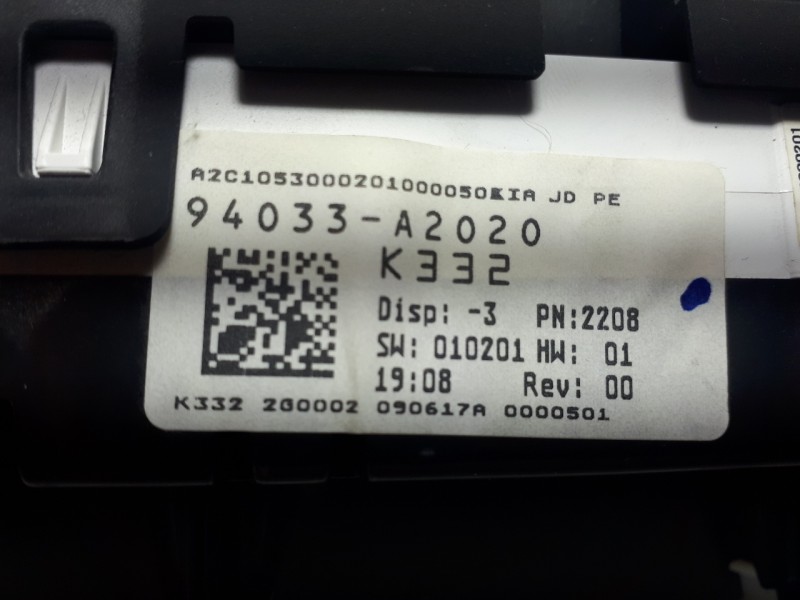 A2C1053000201000050KIA JD PE
94033-A2020
K332
Disp: -3 PN:2208
SW: 010201 HW: 01
19:08 Rev: 00
K332 2G0002 090617A 0000501